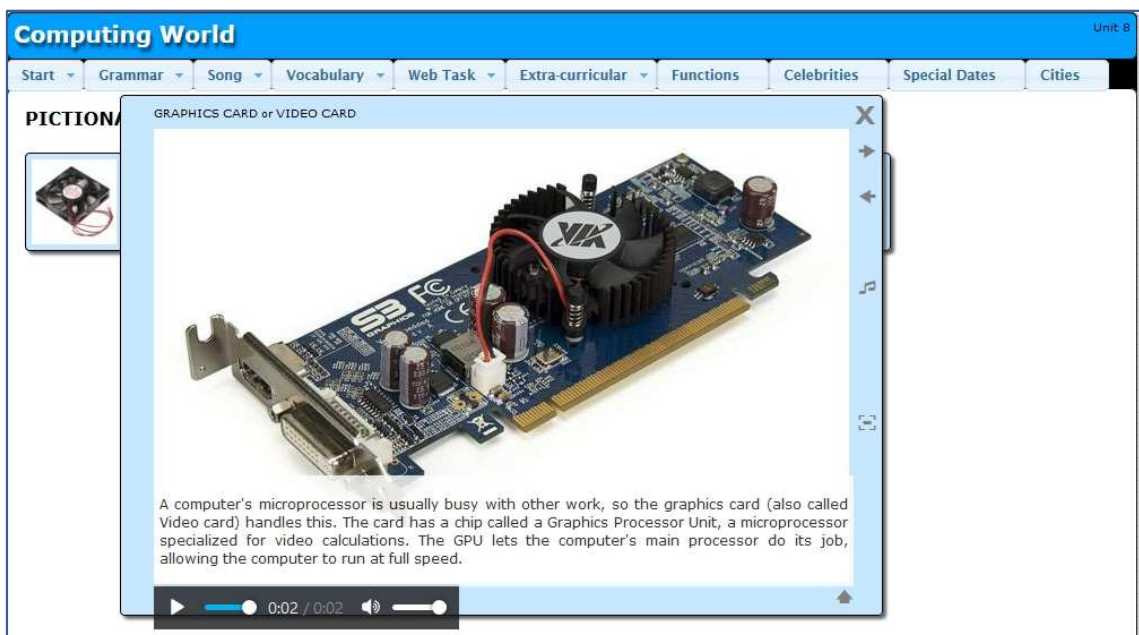 Computing World
Unit 8
Start
Grammar
Song
Vocabulary
Web Task
Extra-curricular
Functions
Celebrities
Special Dates
Cities
PICTIONA
GRAPHICS CARD or VIDEO CARD
X
VIA
S3
GRAPHICS
FC
CE
A computer's microprocessor is usually busy with other work, so the graphics card (also called
Video card) handles this. The card has a chip called a Graphics Processor Unit, a microprocessor
specialized for video calculations. The GPU lets the computer's main processor do its job,
allowing the computer to run at full speed.
0:02 / 0:02